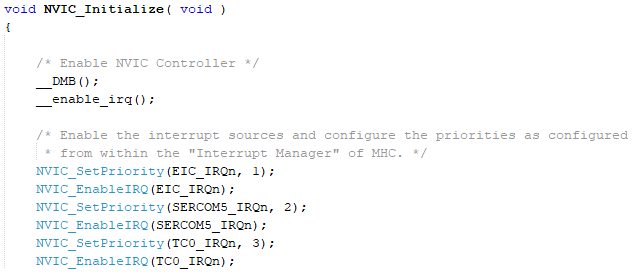 void NVIC_Initialize( void )
{
/* Enable NVIC Controller */
__DMB();
__enable_irq();
/* Enable the interrupt sources and configure the priorities as configured
* from within the "Interrupt Manager" of MHC. */
NVIC_SetPriority(EIC_IRQn, 1);
NVIC_EnableIRQ(EIC_IRQn);
NVIC_SetPriority(SERCOM5_IRQn, 2);
NVIC_EnableIRQ(SERCOM5_IRQn);
NVIC_SetPriority(TC0_IRQn, 3);
NVIC_EnableIRQ(TC0_IRQn);